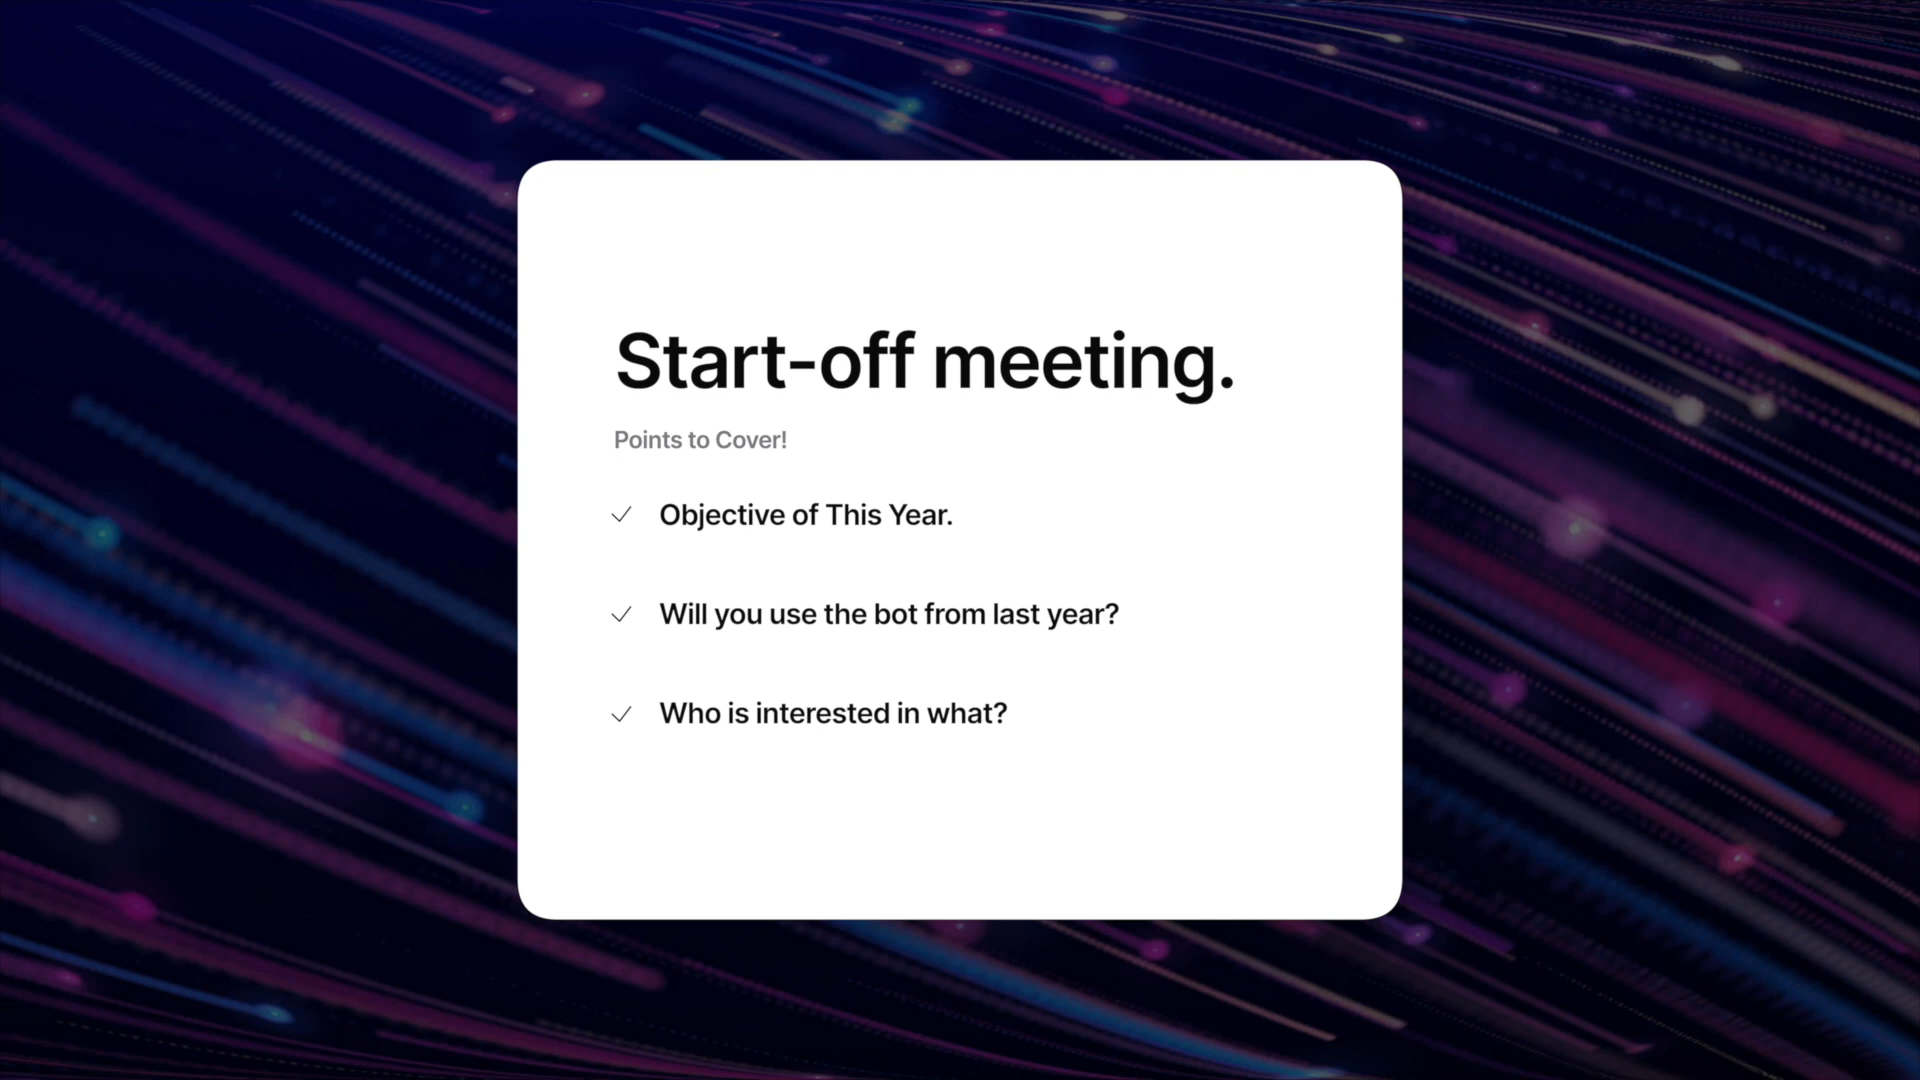 Start-off meeting.
Points to Cover!
Objective of This Year.
Will you use the bot from last year?
Who is interested in what?